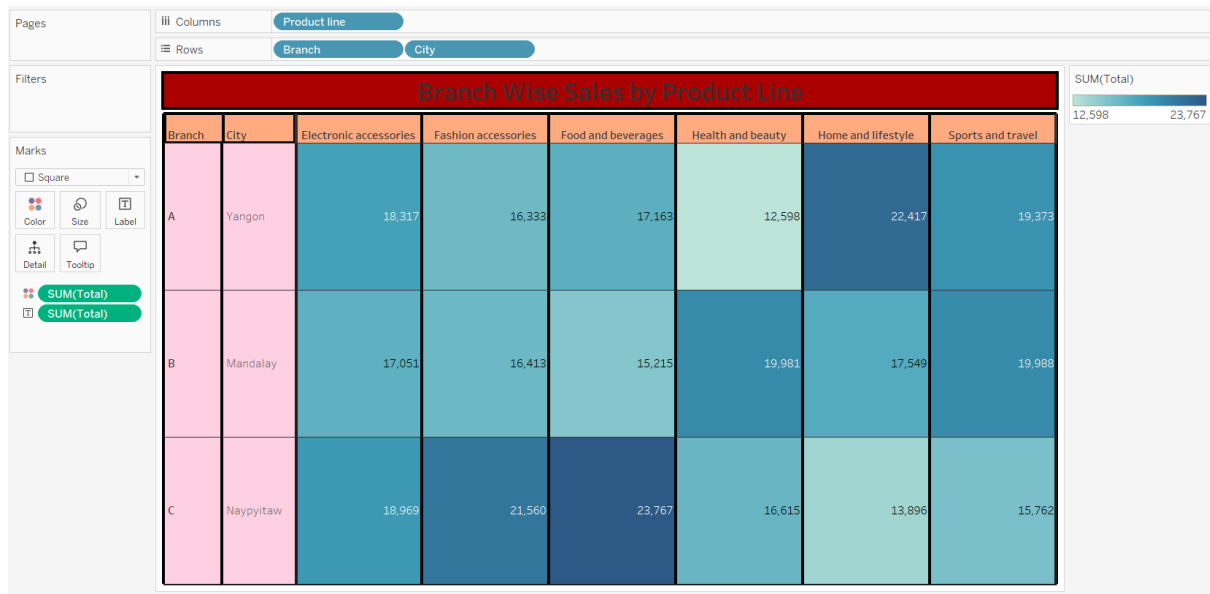 Pages
iii Columns Product line
Rows Branch City
Filters
Marks
Square
Color Size T Label
Detail Tooltip
SUM(Total)
T SUM(Total)
Branch Wise Sales by Product Line
Branch City Electronic accessories Fashion accessories Food and beverages Health and beauty Home and lifestyle Sports and travel
A Yangon 18,317 16,333 17,163 12,598 22,417 19,373
B Mandalay 17,051 16,413 15,215 19,981 17,549 19,988
C Naypyitaw 18,969 21,560 23,767 16,615 13,896 15,762
SUM(Total)
12,598 23,767